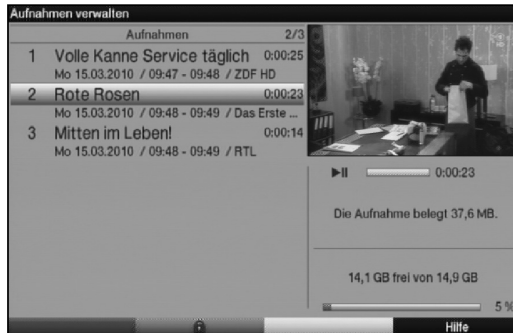 Aufnahmen verwalten
Aufnahmen 2/3
1 Volle Kanne Service täglich 0:00:25
Mo 15.03.2010 / 09:47 - 09:48 / ZDF HD
2 Rote Rosen 0:00:23
Mo 15.03.2010 / 09:48 - 09:49 / Das Erste ...
3 Mitten im Leben! 0:00:14
Mo 15.03.2010 / 09:48 - 09:49 / RTL
0:00:23
Die Aufnahme belegt 37,6 MB.
14,1 GB frei von 14,9 GB
5 %
Hilfe